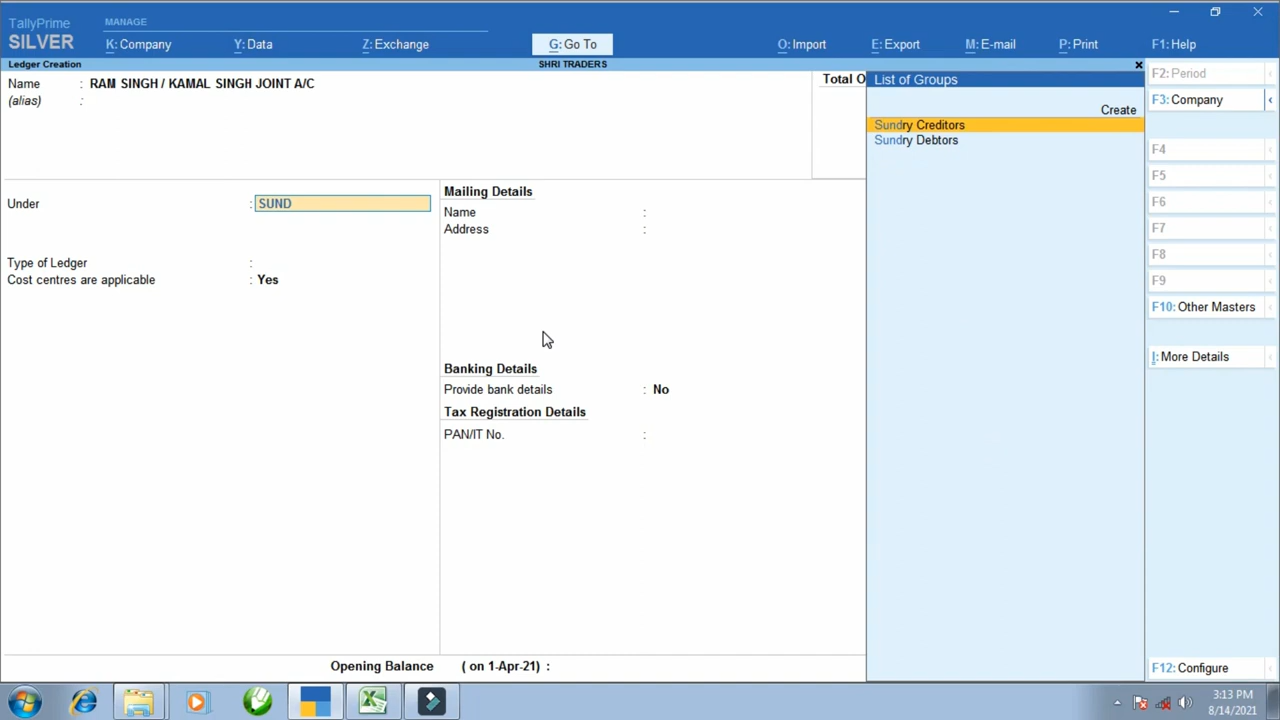 TallyPrime
MANAGE
SILVER
K: Company
Y: Data
Z: Exchange
G: Go To
O: Import
E: Export
M: E-mail
P: Print
F1: Help
Ledger Creation
SHRI TRADERS
Name : RAM SINGH / KAMAL SINGH JOINT A/C
(alias) :
Total O
List of Groups
Create
Sundry Creditors
Sundry Debtors
Under : SUND
Type of Ledger :
Cost centres are applicable : Yes
Mailing Details
Name :
Address :
Banking Details
Provide bank details : No
Tax Registration Details
PAN/IT No. :
Opening Balance ( on 1-Apr-21) :
F2: Period
F3: Company
F4
F5
F6
F7
F8
F9
F10: Other Masters
I: More Details
F12: Configure
3:13 PM
8/14/2021